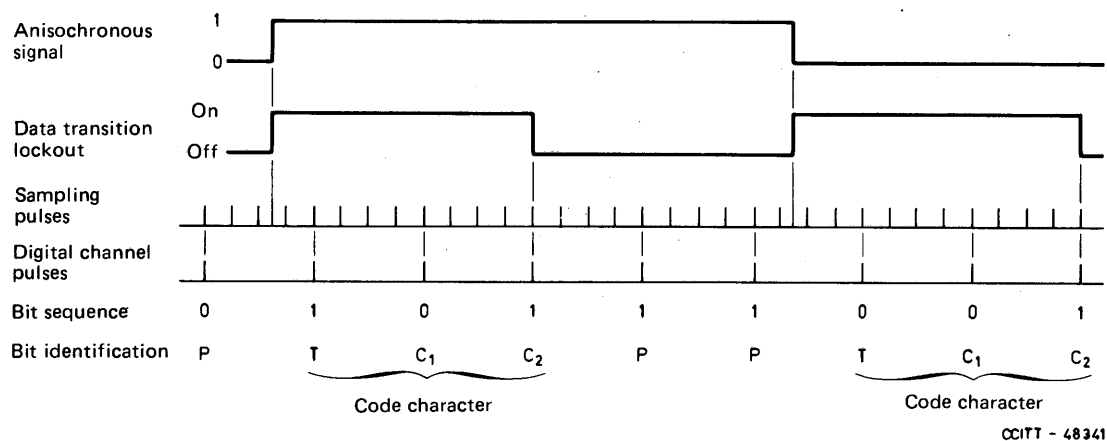 Anisochronous
signal
1
0
Data transition
lockout
On
Off
Sampling
pulses
Digital channel
pulses
Bit sequence 0 1 0 1 1 1 0 0 1
Bit identification P T C₁ C₂ P P T C₁ C₂
Code character Code character
CCITT - 48341